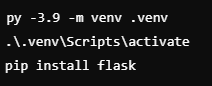 py -3.9 -m venv .venv
.\.venv\Scripts\activate
pip install flask